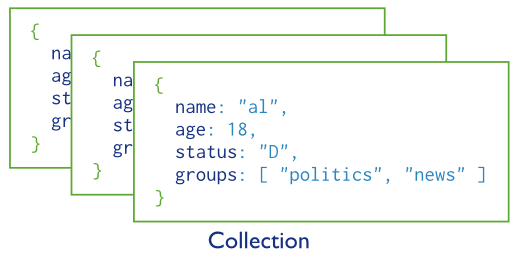 {
na
ag
st
gr
}
{
na
ag
st
gr
}
{
name: "al",
age: 18,
status: "D",
groups: [ "politics", "news" ]
}
Collection